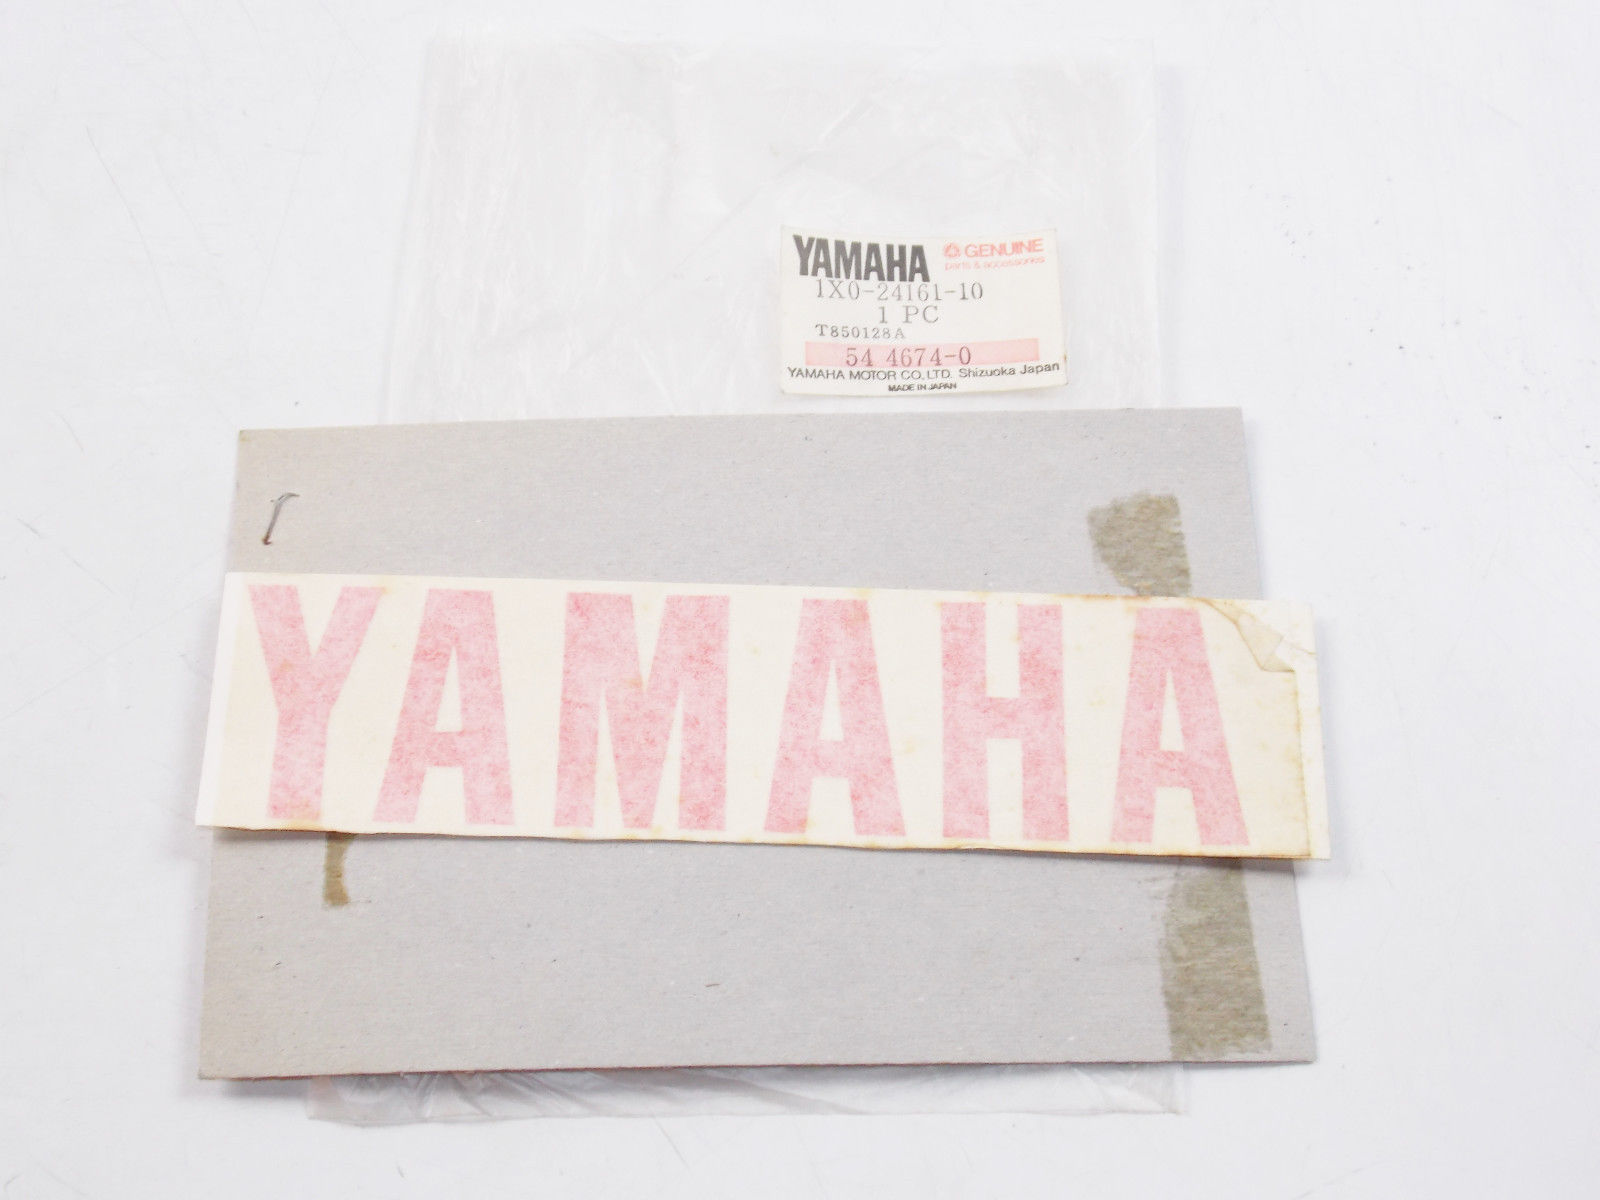 YAMAHA GENUINE
parts & accessories
1X0-24161-10
1 PC
T850128A
54 4674-0
YAMAHA MOTOR CO., LTD. Shizuoka Japan
MADE IN JAPAN
YAMAHA